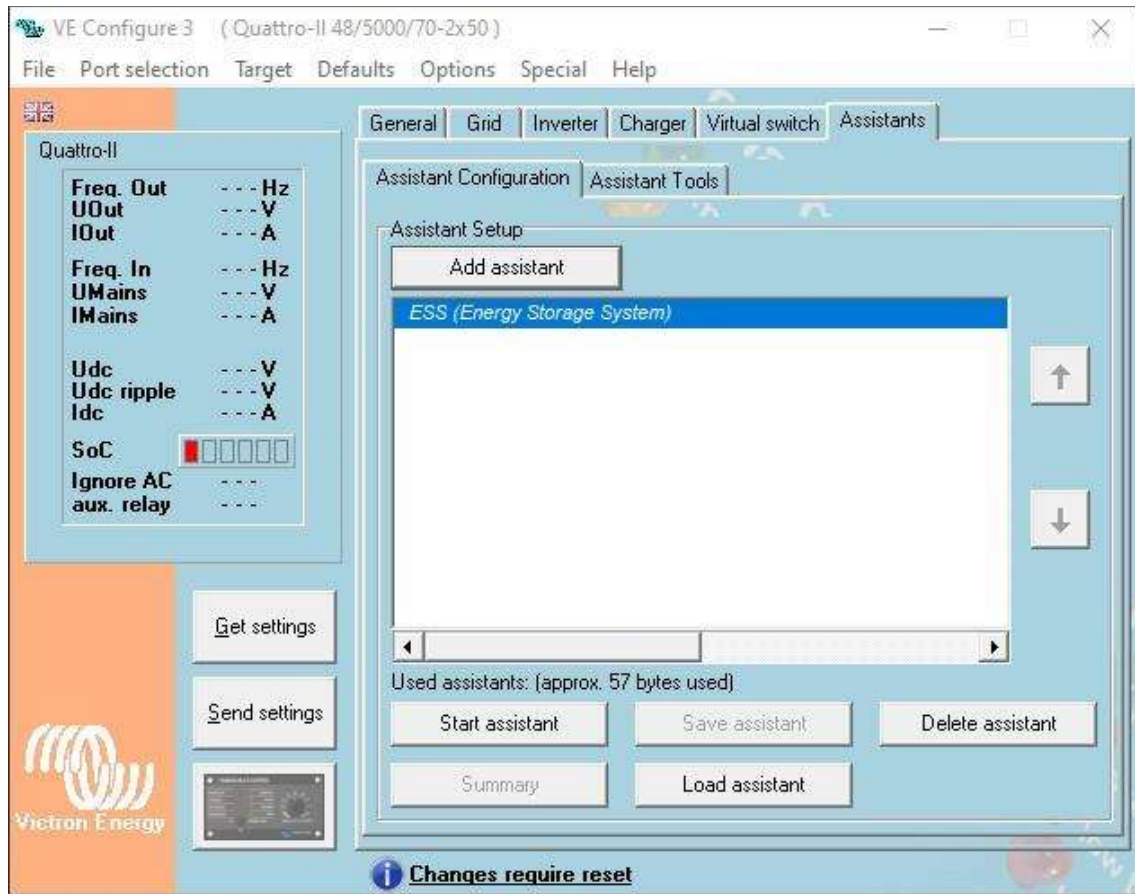 VE Configure 3 ( Quattro-II 48/5000/70-2x50 )
File Port selection Target Defaults Options Special Help
General Grid Inverter Charger Virtual switch Assistants
Quattro-II
Freq. Out - - - Hz
UOut - - - V
IOut - - - A
Freq. In - - - Hz
UMains - - - V
IMains - - - A
Udc - - - V
Udc ripple - - - V
Idc - - - A
SoC
Ignore AC - - -
aux. relay - - -
Get settings
Send settings
Victron Energy
Assistant Configuration Assistant Tools
Assistant Setup
Add assistant
ESS (Energy Storage System)
Used assistants: (approx. 57 bytes used)
Start assistant Save assistant Delete assistant
Summary Load assistant
Changes require reset